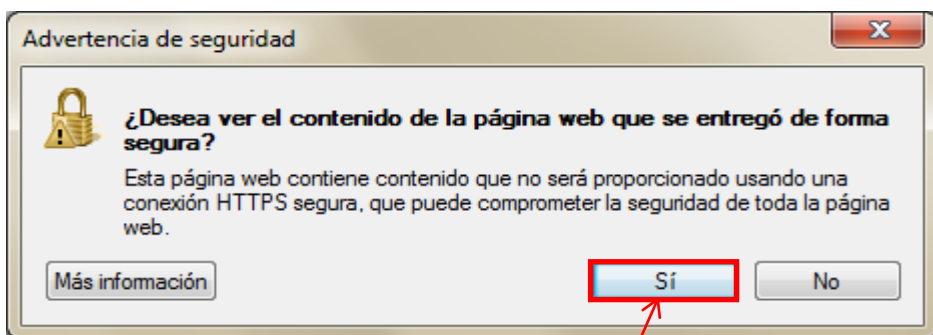 Advertencia de seguridad
¿Desea ver el contenido de la página web que se entregó de forma
segura?
Esta página web contiene contenido que no será proporcionado usando una
conexión HTTPS segura, que puede comprometer la seguridad de toda la página
web.
Más información Sí No